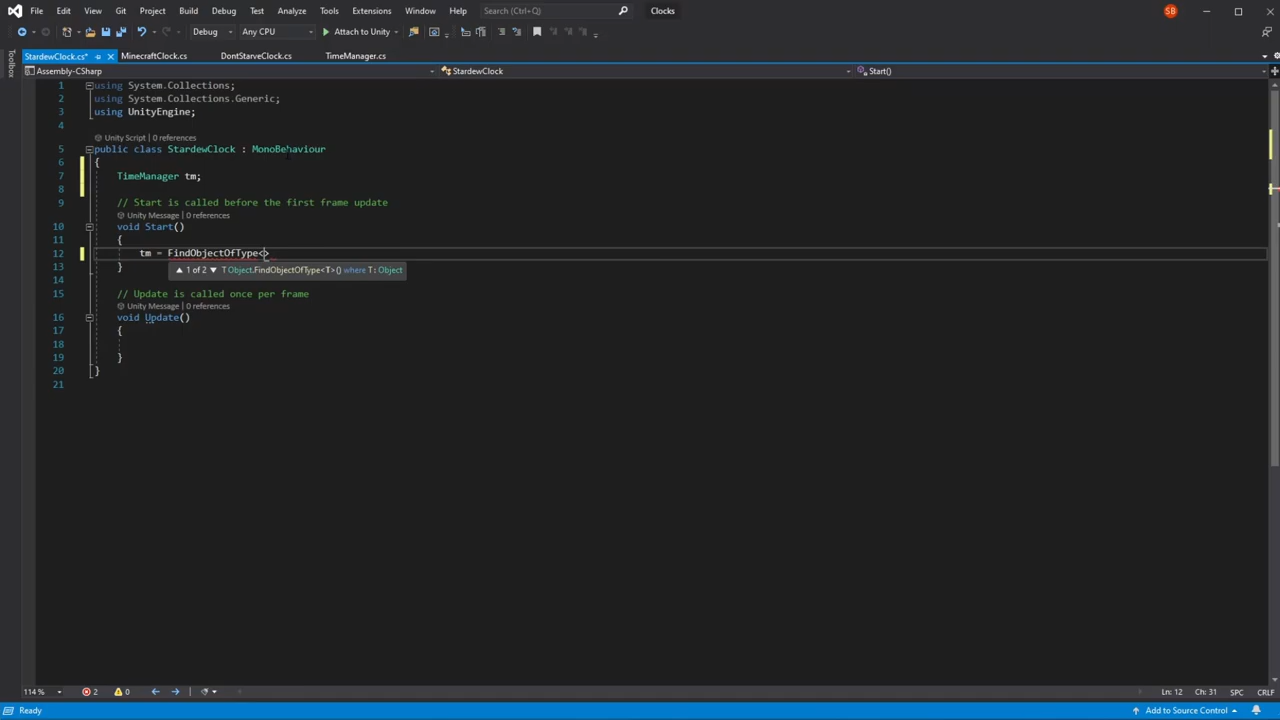 File Edit View Git Project Build Debug Test Analyze Tools Extensions Window Help Search (Ctrl+Q) Clocks SB
Debug Any CPU Attach to Unity
StardewClock.cs* MinecraftClock.cs DontStarveClock.cs TimeManager.cs
Toolbox
Assembly-CSharp StardewClock Start()
1 using System.Collections;
2 using System.Collections.Generic;
3 using UnityEngine;
4
Unity Script | 0 references
5 public class StardewClock : MonoBehaviour
6 {
7 TimeManager tm;
8
9 // Start is called before the first frame update
Unity Message | 0 references
10 void Start()
11 {
12 tm = FindObjectOfType<>
13 }
1 of 2 T Object.FindObjectOfType<T>() where T: Object
14
15 // Update is called once per frame
Unity Message | 0 references
16 void Update()
17 {
18
19 }
20 }
21
114 % 2 0 Ln: 12 Ch: 31 SPC CRLF
Ready Add to Source Control